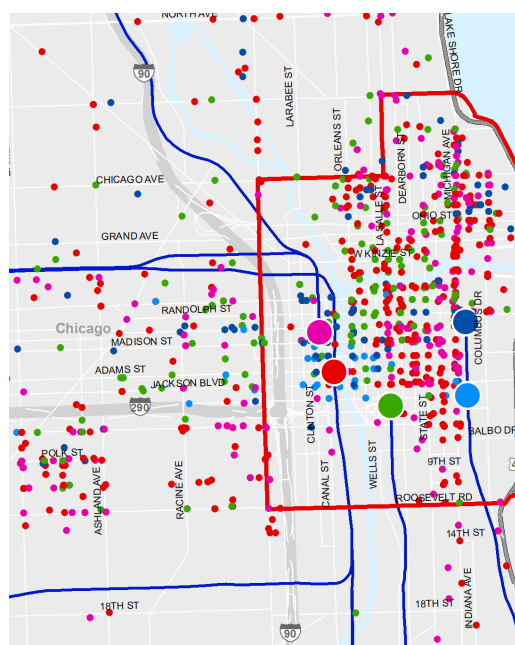 NORTH AVE
LAKE SHORE DR
90
LARABEE ST
ORLEANS ST
DEARBORN ST
MICHIGAN AVE
CHICAGO AVE
LA SALLE ST
OHIO ST
GRAND AVE
W KINZIE ST
RANDOLPH ST
Chicago
MADISON ST
COLUMBUS DR
ADAMS ST
JACKSON BLVD
290
CLINTON ST
STATE ST
BALBO DR
POLK ST
WELLS ST
CANAL ST
9TH ST
RACINE AVE
ASHLAND AVE
ROOSEVELT RD
14TH ST
18TH ST
18TH ST
INDIANA AVE
90